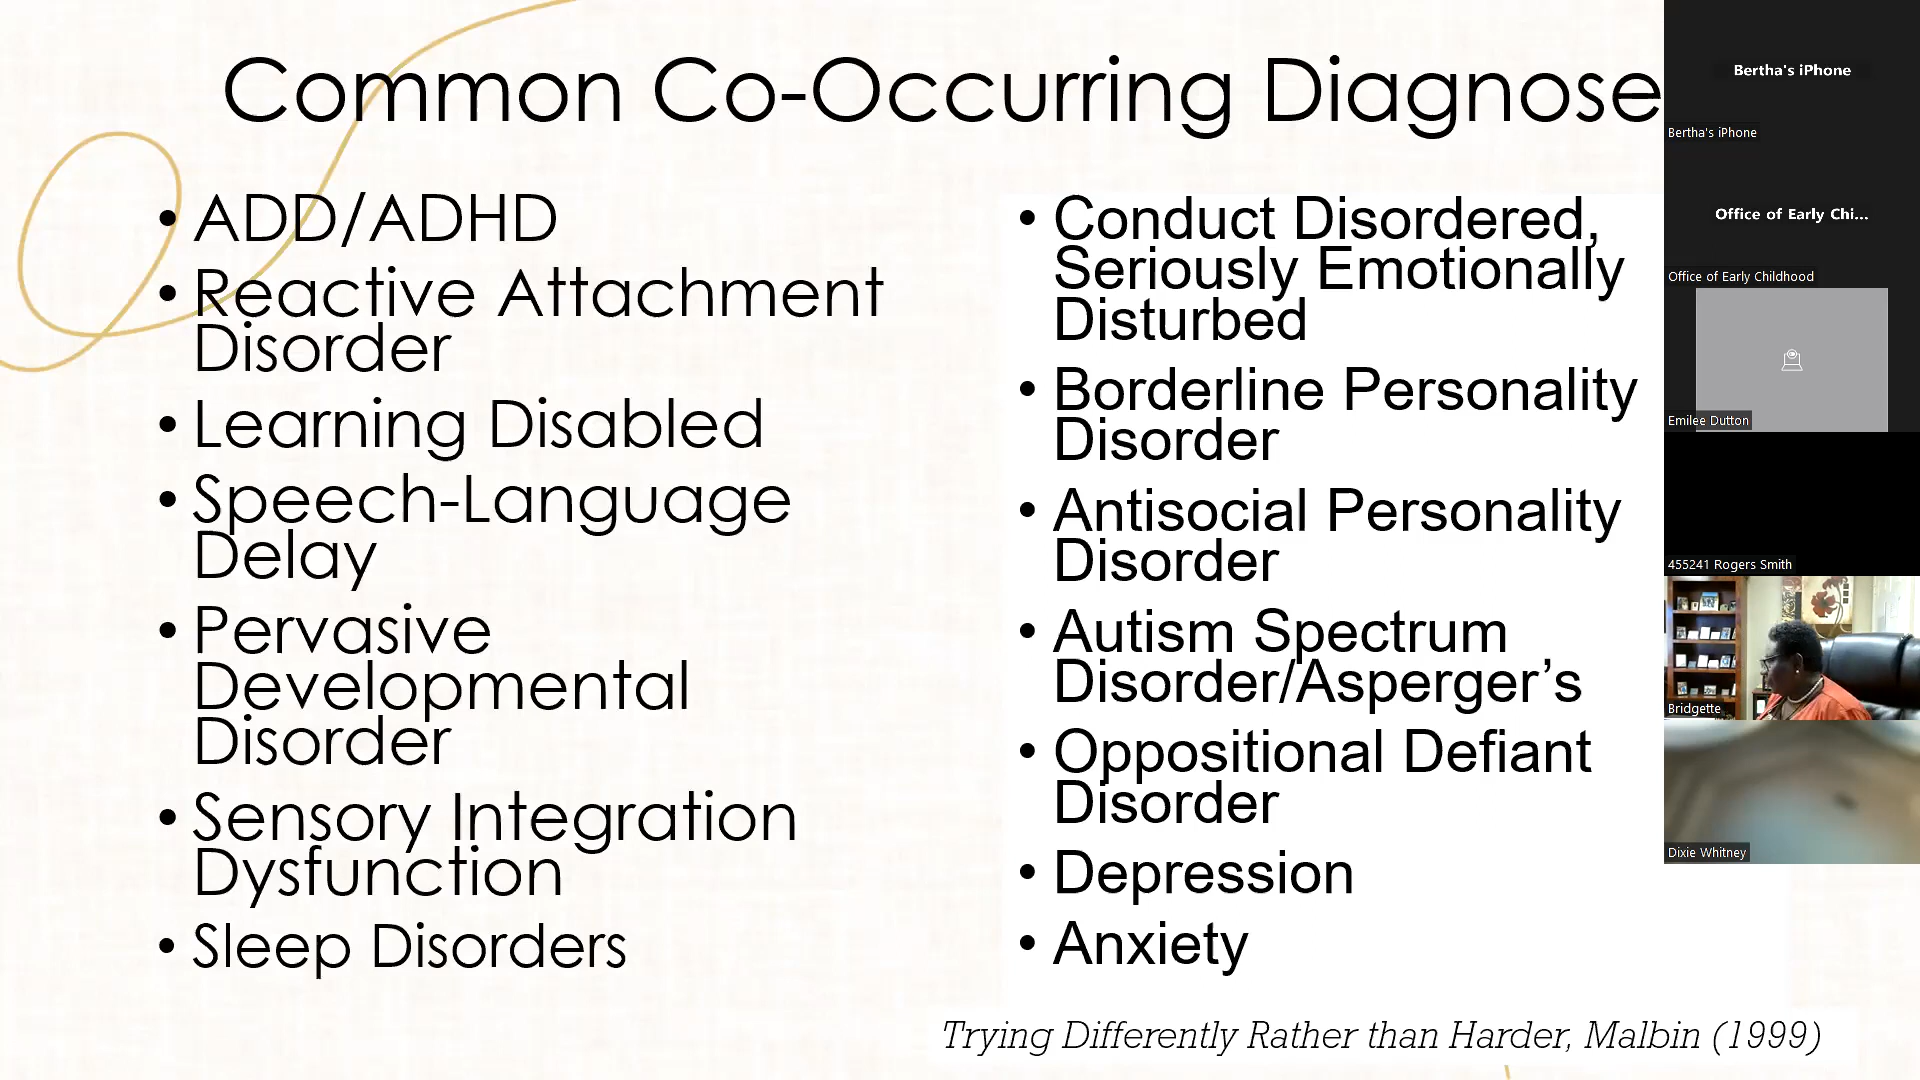 Common Co-Occurring Diagnose
• ADD/ADHD
• Reactive Attachment
Disorder
• Learning Disabled
• Speech-Language
Delay
• Pervasive
Developmental
Disorder
• Sensory Integration
Dysfunction
• Sleep Disorders
• Conduct Disordered,
Seriously Emotionally
Disturbed
• Borderline Personality
Disorder
• Antisocial Personality
Disorder
• Autism Spectrum
Disorder/Asperger’s
• Oppositional Defiant
Disorder
• Depression
• Anxiety
Trying Differently Rather than Harder, Malbin (1999)
Bertha's iPhone
Bertha's iPhone
Office of Early Chi...
Office of Early Childhood
Emilee Dutton
455241 Rogers Smith
Bridgette
Dixie Whitney